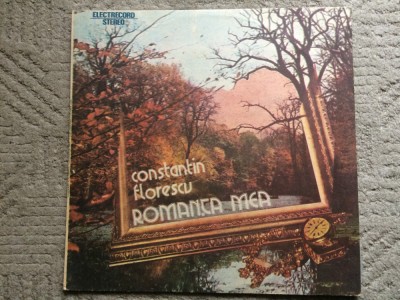 ELECTRECORD
STEREO
constantin
florescu
ROMANȚA MEA